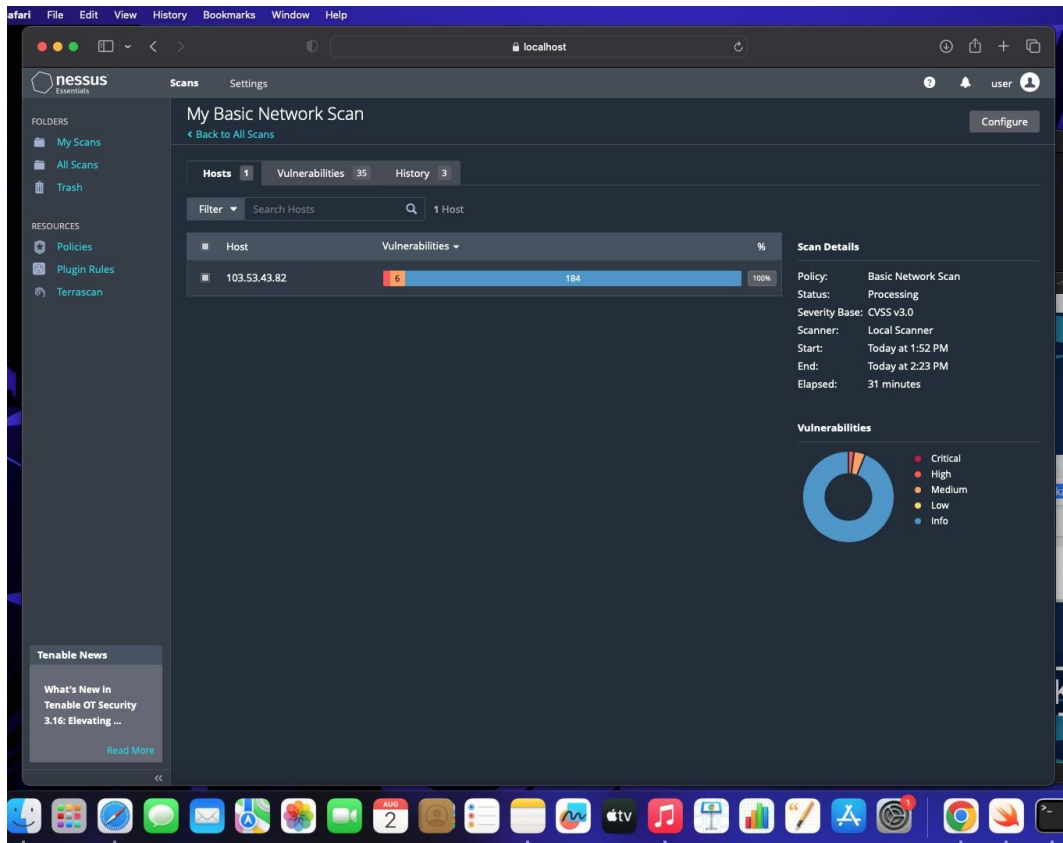 afari File Edit View History Bookmarks Window Help
localhost
nessus
Essentials
Scans Settings
user
FOLDERS
My Scans
All Scans
Trash
RESOURCES
Policies
Plugin Rules
Terrascan
My Basic Network Scan
Back to All Scans
Configure
Hosts 1 Vulnerabilities 35 History 3
Filter Search Hosts 1 Host
Host Vulnerabilities %
103.53.43.82 6 184 100%
Scan Details
Policy: Basic Network Scan
Status: Processing
Severity Base: CVSS v3.0
Scanner: Local Scanner
Start: Today at 1:52 PM
End: Today at 2:23 PM
Elapsed: 31 minutes
Vulnerabilities
Critical
High
Medium
Low
Info
Tenable News
What's New in
Tenable OT Security
3.16: Elevating ...
Read More
AUG
2
tv
1